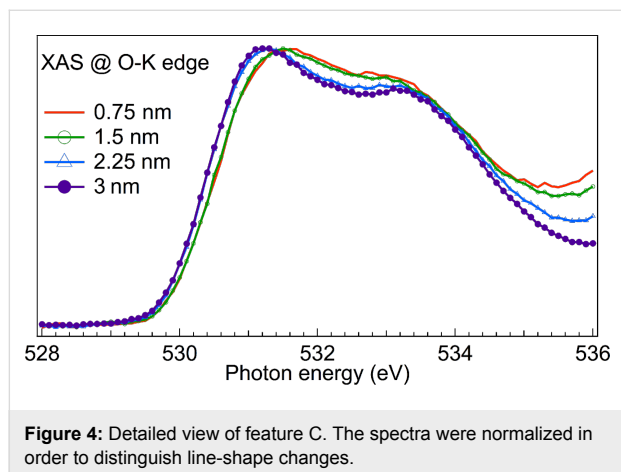 XAS @ O-K edge
0.75 nm
1.5 nm
2.25 nm
3 nm
528 530 532 534 536
Photon energy (eV)
Figure 4: Detailed view of feature C. The spectra were normalized in
order to distinguish line-shape changes.